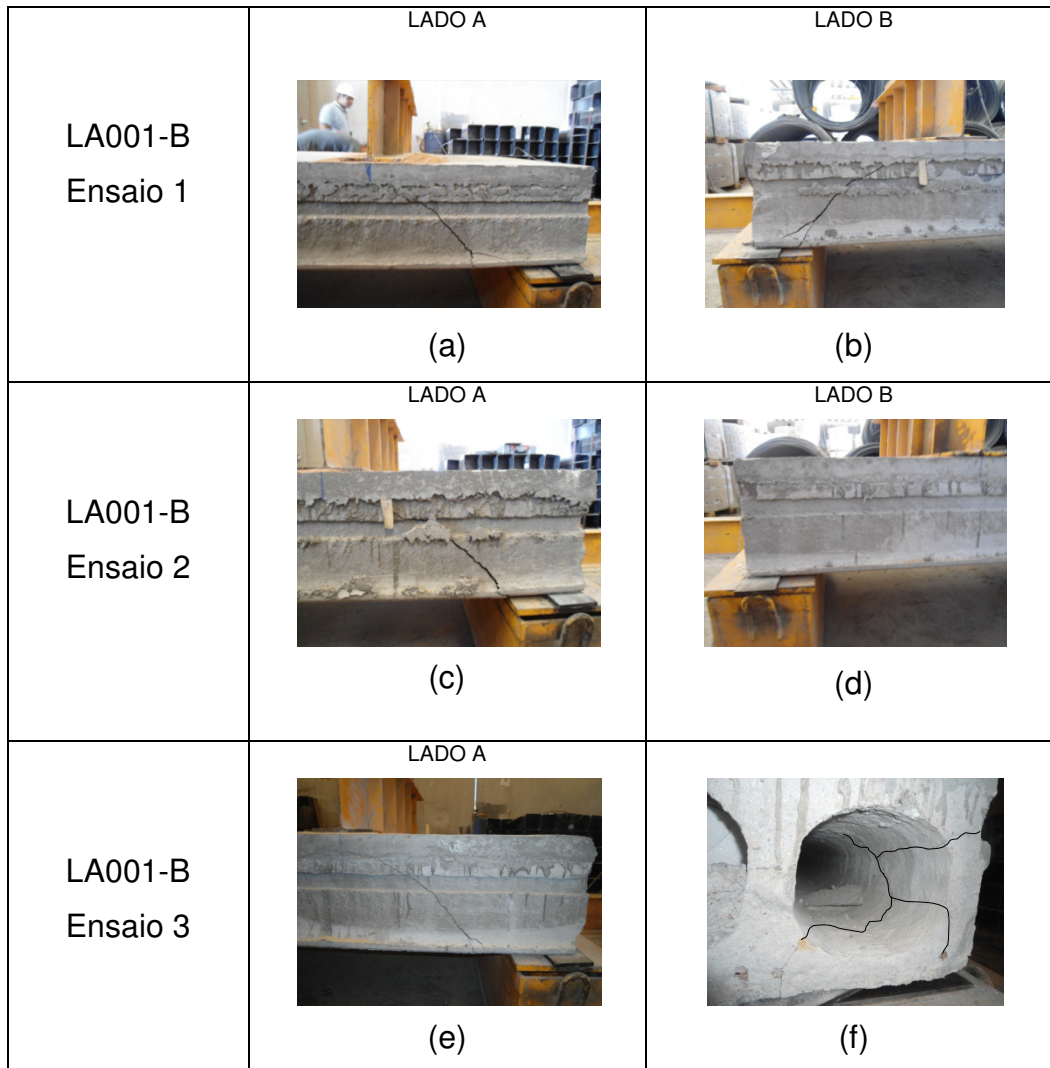 LADO A
LADO B
LA001-B
Ensaio 1
(a)
(b)
LADO A
LADO B
LA001-B
Ensaio 2
(c)
(d)
LADO A
LA001-B
Ensaio 3
(e)
(f)